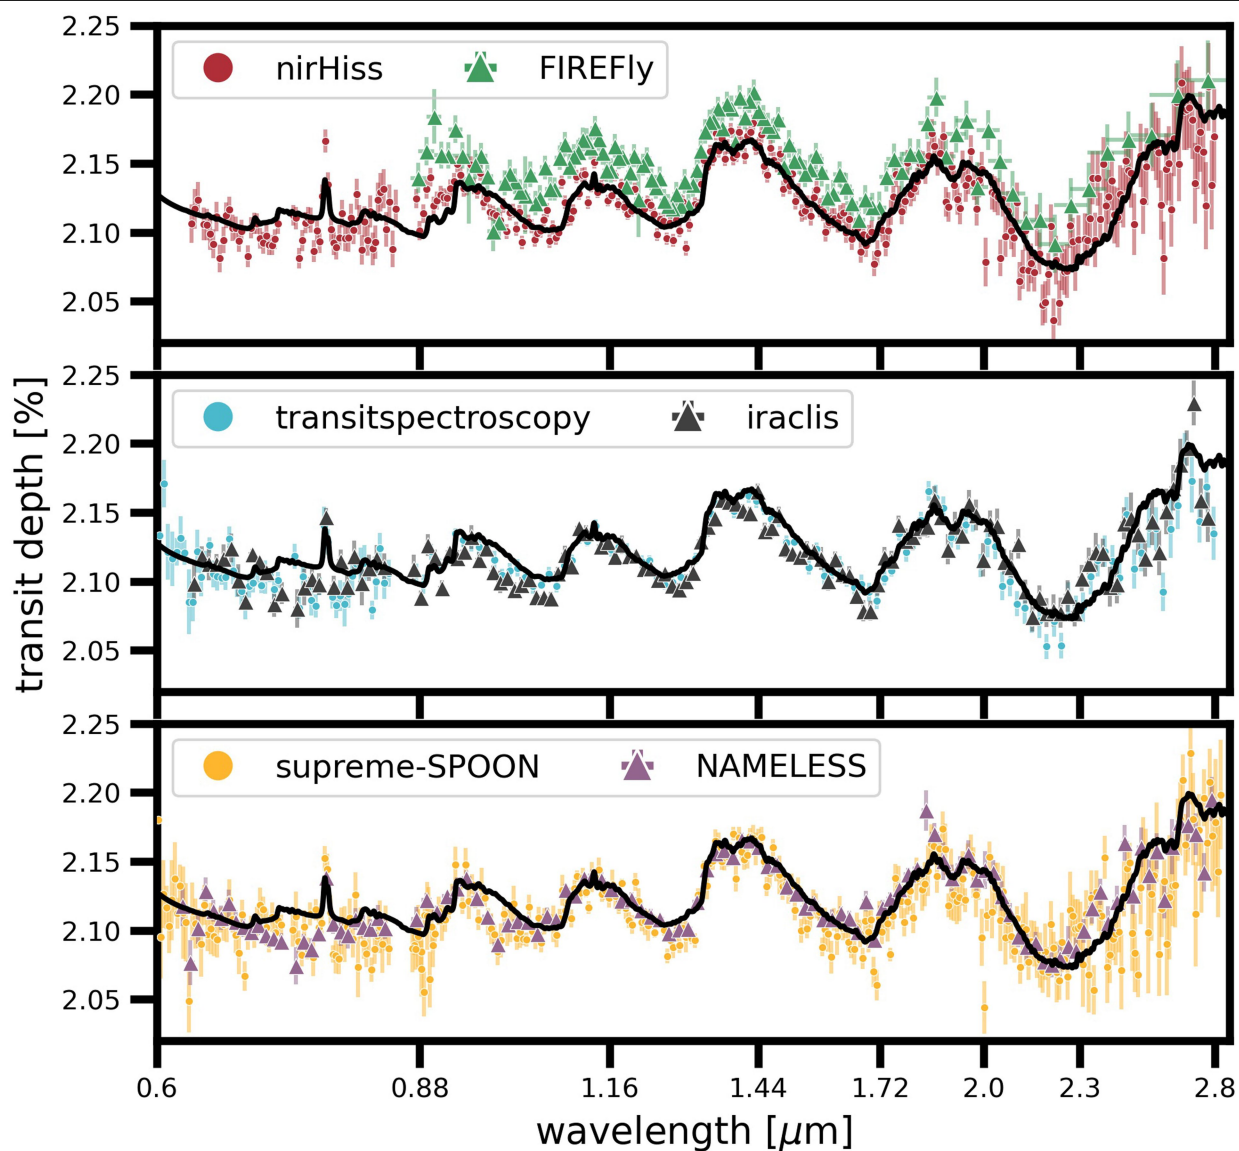 2.25
nirHiss FIREFly
2.20
2.15
2.10
2.05
2.25
transitspectroscopy iraclis
2.20
2.15
2.10
2.05
transit depth [%]
2.25
supreme-SPOON NAMELESS
2.20
2.15
2.10
2.05
0.6 0.88 1.16 1.44 1.72 2.0 2.3 2.8
wavelength [μm]